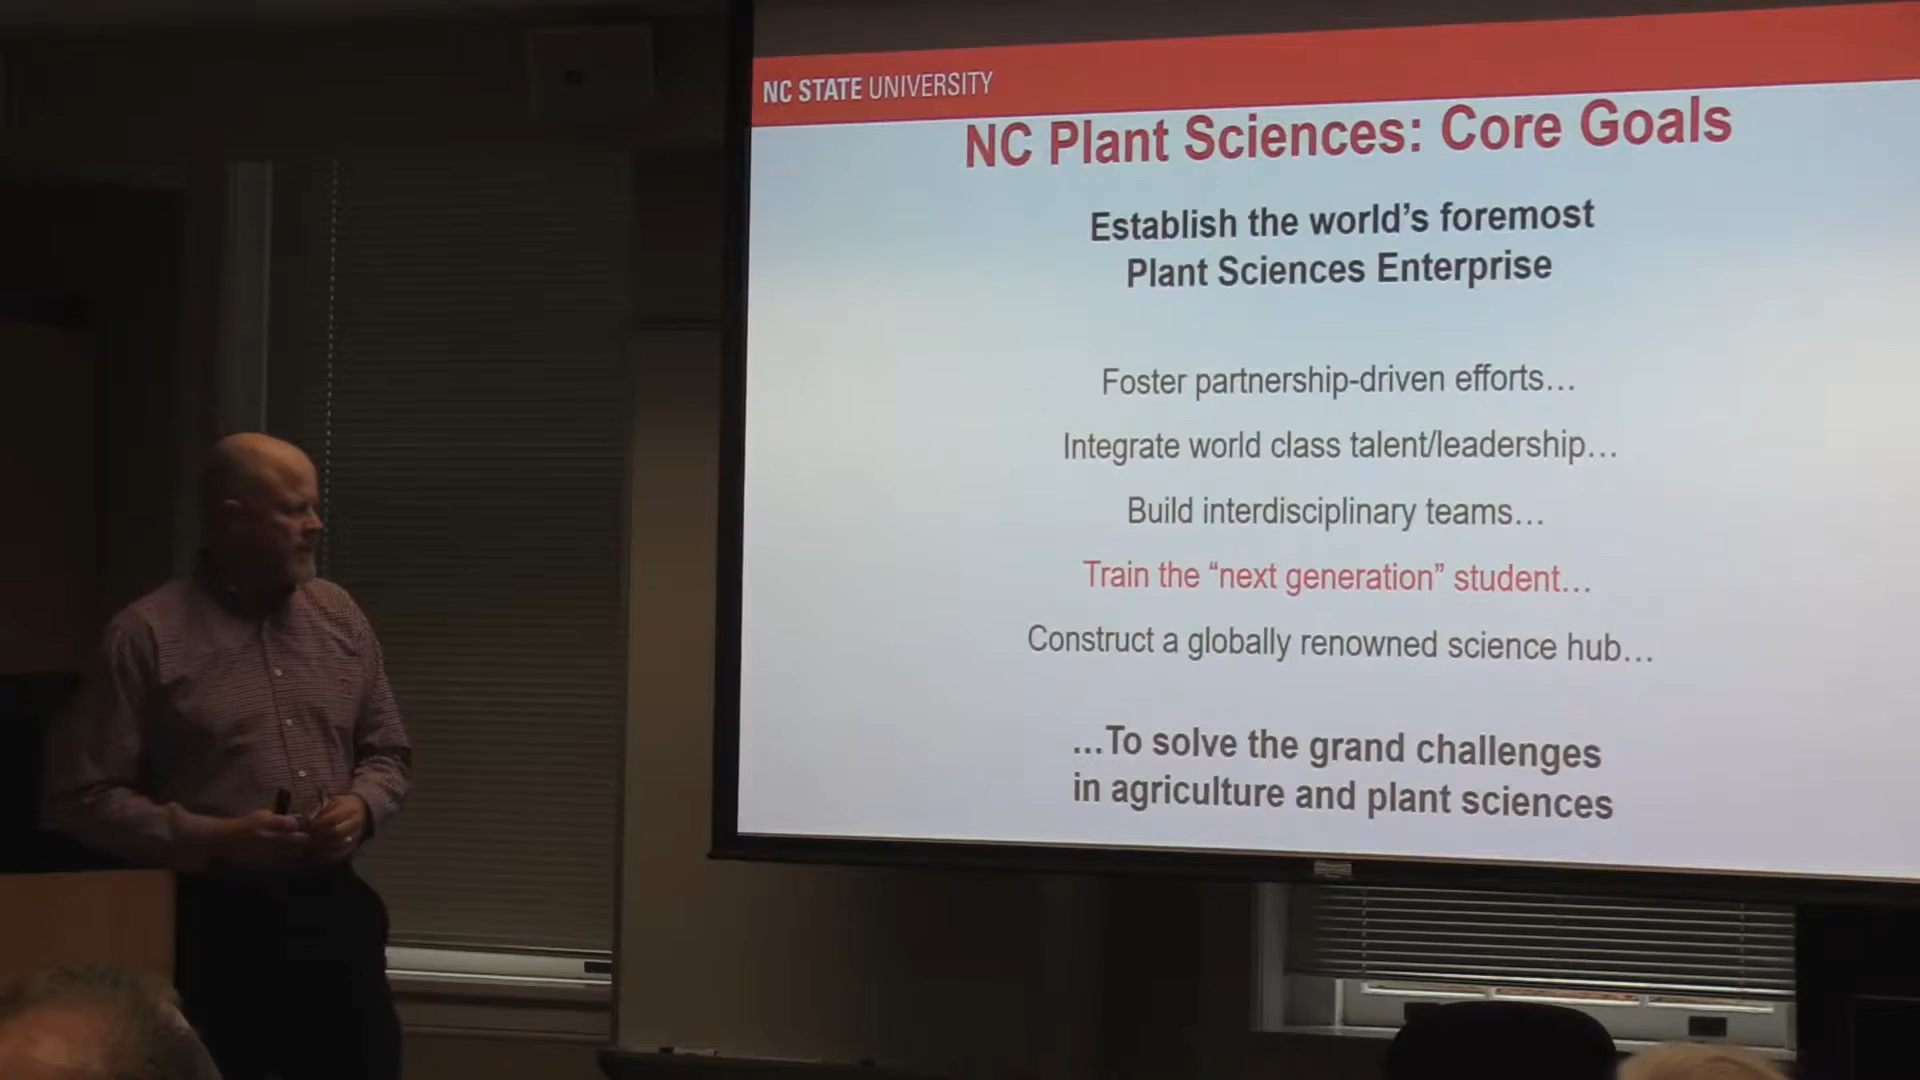 NC STATE UNIVERSITY
NC Plant Sciences: Core Goals
Establish the world’s foremost
Plant Sciences Enterprise
Foster partnership-driven efforts…
Integrate world class talent/leadership…
Build interdisciplinary teams…
Train the “next generation” student…
Construct a globally renowned science hub…
…To solve the grand challenges
in agriculture and plant sciences